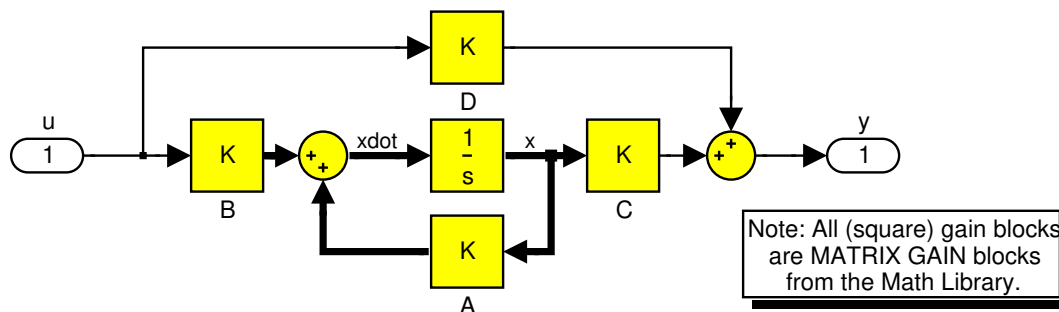 K
D
u
1
K
B
+
+
xdot
1
s
x
K
C
+
+
y
1
K
A
Note: All (square) gain blocks
are MATRIX GAIN blocks
from the Math Library.